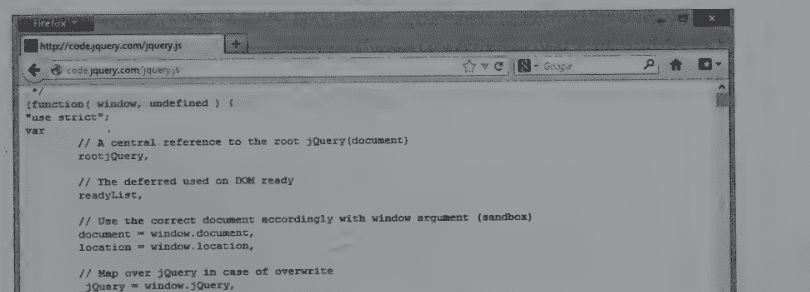 Firefox
http://code.jquery.com/jquery.js
code.jquery.com/jquery.js
Google
*/
(function( window, undefined ) {
"use strict";
var
// A central reference to the root jQuery(document)
rootjQuery,
// The deferred used on DOM ready
readyList,
// Use the correct document accordingly with window argument (sandbox)
document = window.document,
location = window.location,
// Map over jQuery in case of overwrite
_jQuery = window.jQuery,